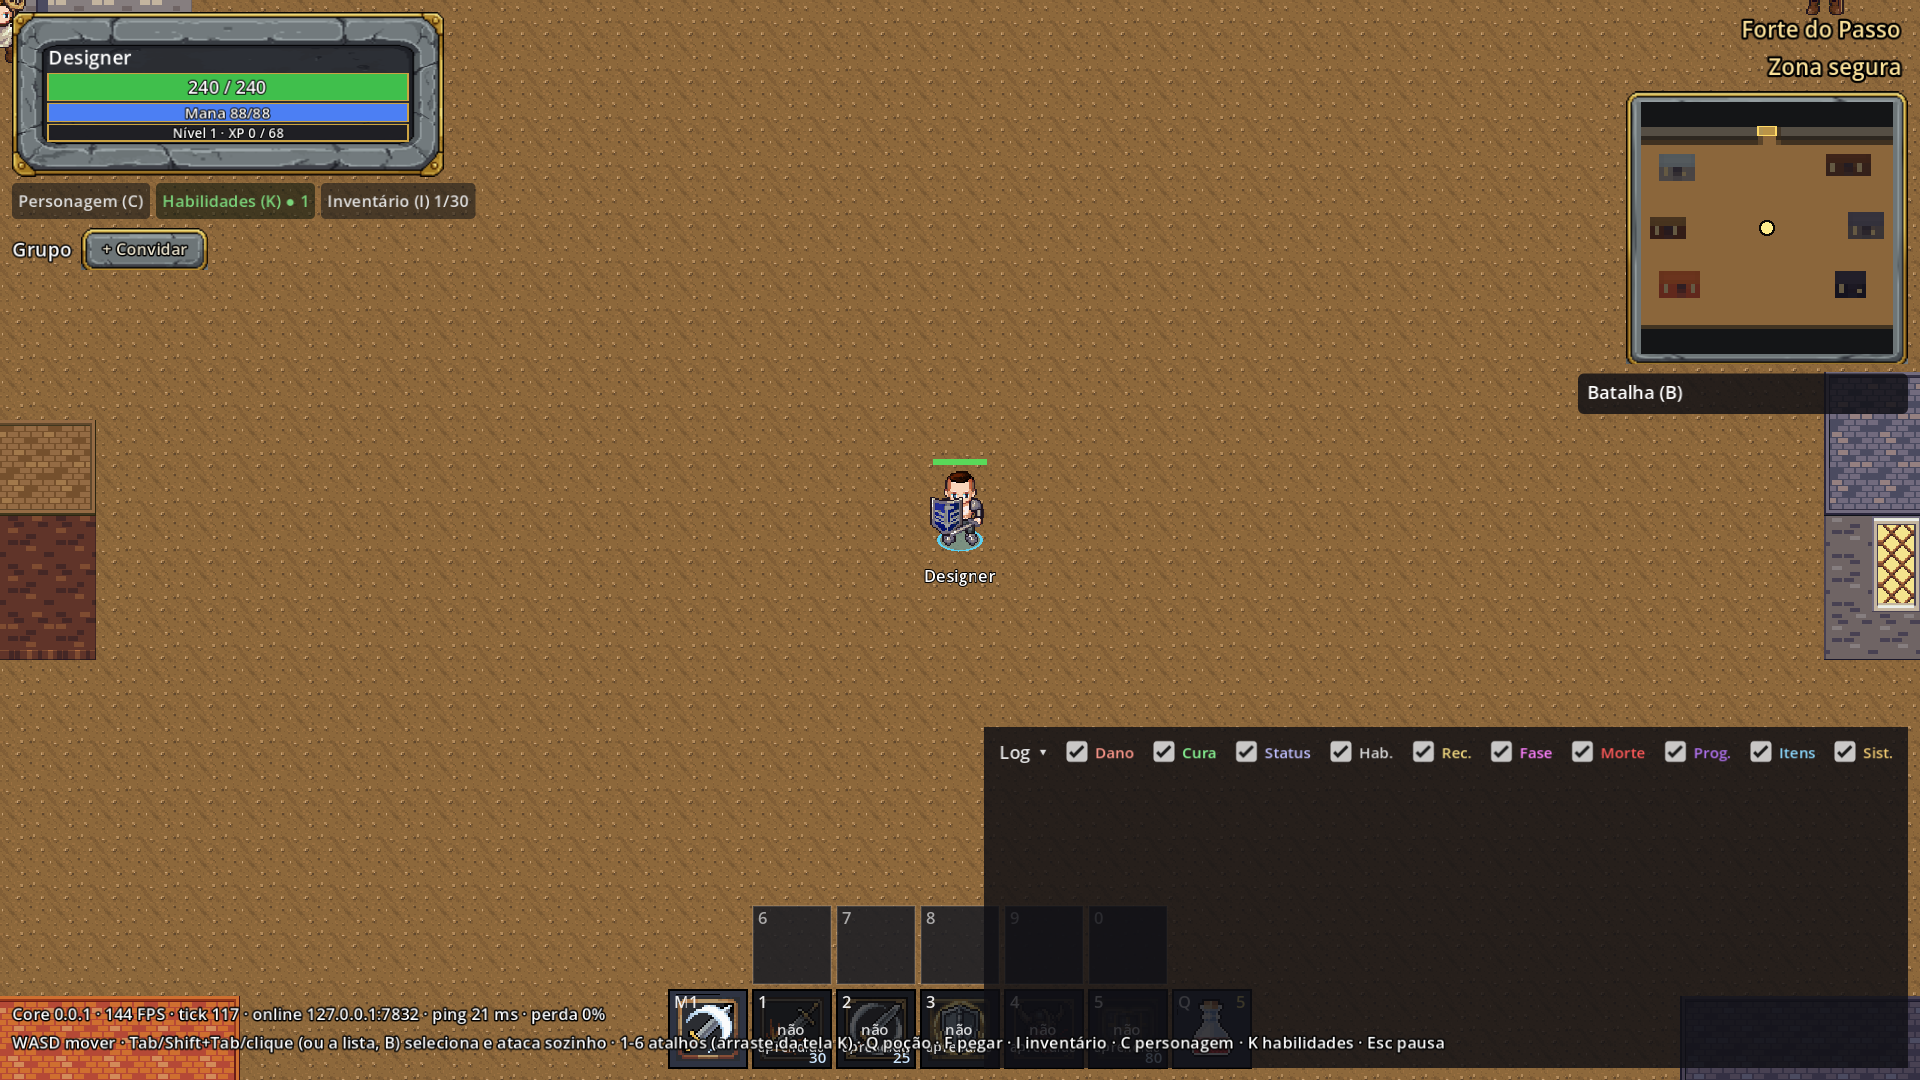 Designer
240 / 240
Mana 88/88
Nível 1 · XP 0 / 68
Personagem (C)
Habilidades (K) ● 1
Inventário (I) 1/30
Grupo
+ Convidar
Forte do Passo
Zona segura
Batalha (B)
Designer
Log ▾ Dano Cura Status Hab. Rec. Fase Morte Prog. Itens Sist.
6 7 8 9 0
M1 1 2 3 4 5 Q 5
não não não não não
30 25 80
Core 0.0.1 · 144 FPS · tick 117 · online 127.0.0.1:7832 · ping 21 ms · perda 0%
WASD mover · Tab/Shift+Tab/clique (ou a lista, B) seleciona e ataca sozinho · 1-6 atalhos (arraste da tela K) · Q poção · F pegar · I inventário · C personagem · K habilidades · Esc pausa